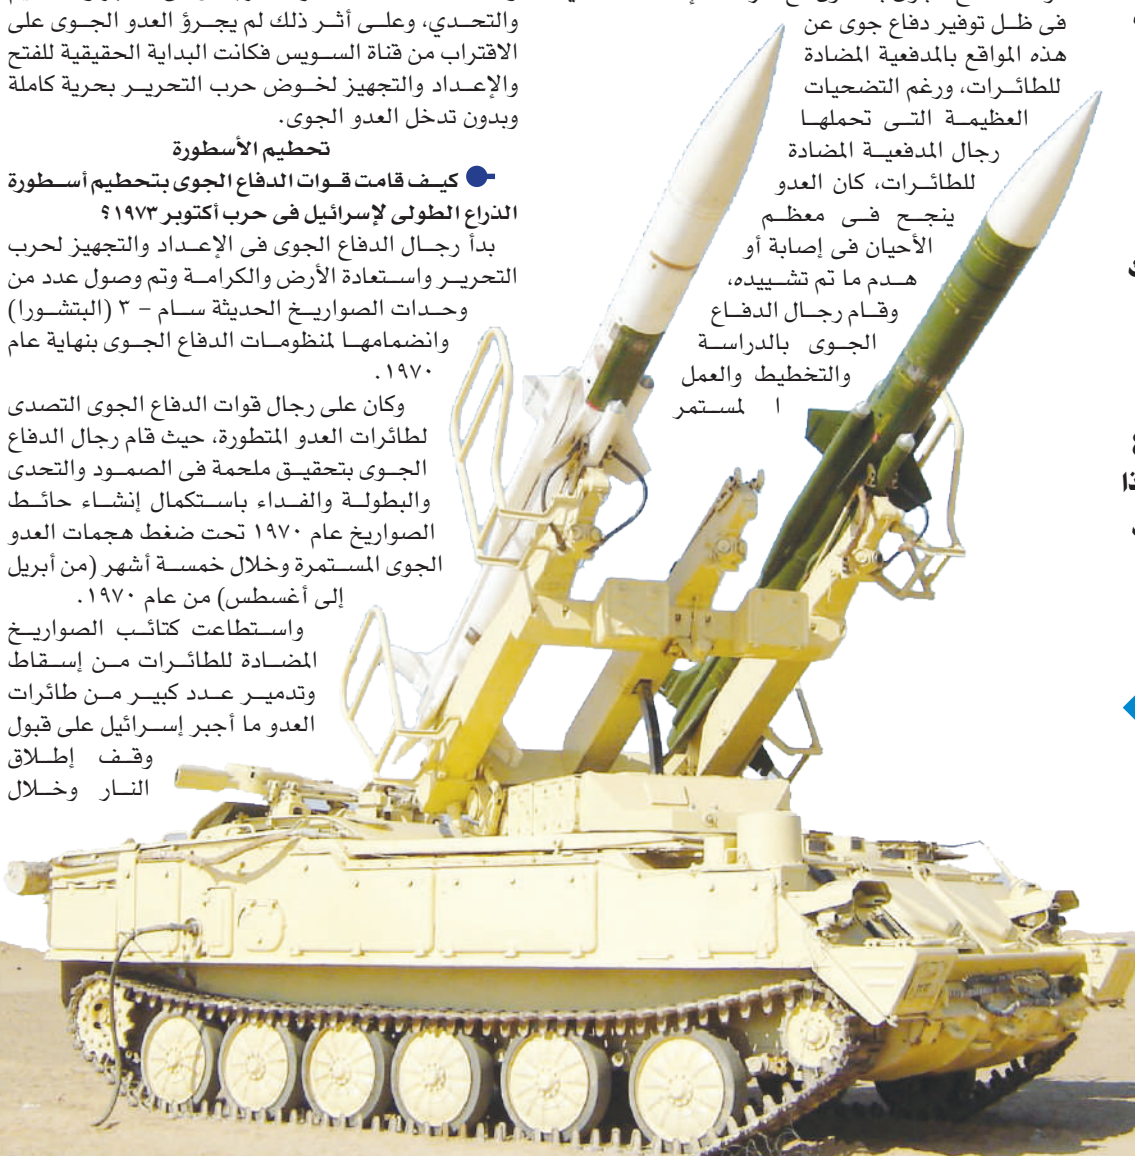 فى ظل توفير دفاع جوى عن
هذه المواقع بالمدفعية المضادة
للطائرات، ورغم التضحيات
العظيمة التى تحملها
رجال المدفعية المضادة
للطائرات، كان العدو
ينجح فى معظم
الأحيان فى إصابة أو
هدم ما تم تشييده،
وقام رجال الدفاع
الجوى بالدراسة
والتخطيط والعمل
ا لمستمر
والتحدي، وعلى أثر ذلك لم يجرؤ العدو الجوى على
الاقتراب من قناة السويس فكانت البداية الحقيقية للفتح
والإعداد والتجهيز لخوض حرب التحرير بحرية كاملة
وبدون تدخل العدو الجوى.
تحطيم الأسطورة
كيف قامت قوات الدفاع الجوى بتحطيم أسطورة
الذراع الطولى لإسرائيل فى حرب أكتوبر ١٩٧٣؟
بدأ رجال الدفاع الجوى فى الإعداد والتجهيز لحرب
التحرير واستعادة الأرض والكرامة وتم وصول عدد من
وحدات الصواريخ الحديثة سام – ٣ (البتشورا)
وانضمامها لمنظومات الدفاع الجوى بنهاية عام
١٩٧٠.
وكان على رجال قوات الدفاع الجوى التصدى
لطائرات العدو المتطورة، حيث قام رجال الدفاع
الجوى بتحقيق ملحمة فى الصمود والتحدى
والبطولة والفداء باستكمال إنشاء حائط
الصواريخ عام ١٩٧٠ تحت ضغط هجمات العدو
الجوى المستمرة وخلال خمسة أشهر (من أبريل
إلى أغسطس) من عام ١٩٧٠.
واستطاعت كتائب الصواريخ
المضادة للطائرات من إسقاط
وتدمير عدد كبير من طائرات
العدو ما أجبر إسرائيل على قبول
وقف إطلاق
النار وخلال